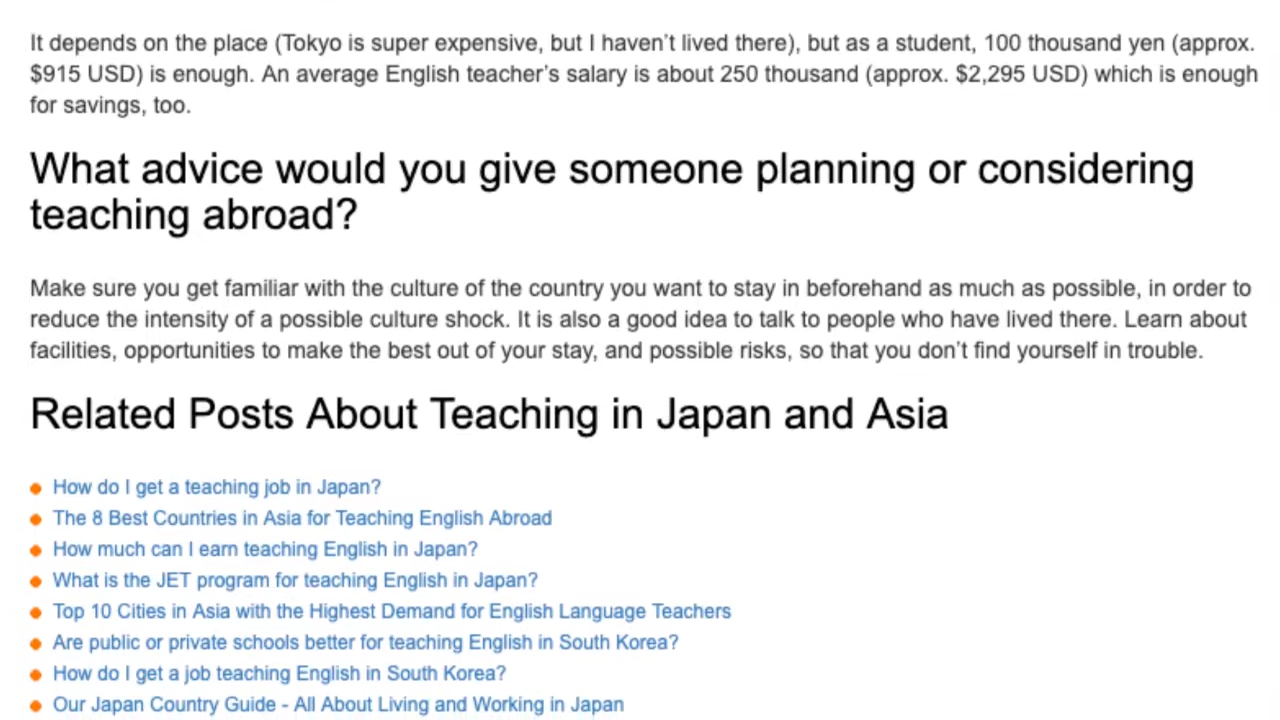 It depends on the place (Tokyo is super expensive, but I haven’t lived there), but as a student, 100 thousand yen (approx.
$915 USD) is enough. An average English teacher’s salary is about 250 thousand (approx. $2,295 USD) which is enough
for savings, too.
What advice would you give someone planning or considering
teaching abroad?
Make sure you get familiar with the culture of the country you want to stay in beforehand as much as possible, in order to
reduce the intensity of a possible culture shock. It is also a good idea to talk to people who have lived there. Learn about
facilities, opportunities to make the best out of your stay, and possible risks, so that you don’t find yourself in trouble.
Related Posts About Teaching in Japan and Asia
How do I get a teaching job in Japan?
The 8 Best Countries in Asia for Teaching English Abroad
How much can I earn teaching English in Japan?
What is the JET program for teaching English in Japan?
Top 10 Cities in Asia with the Highest Demand for English Language Teachers
Are public or private schools better for teaching English in South Korea?
How do I get a job teaching English in South Korea?
Our Japan Country Guide - All About Living and Working in Japan